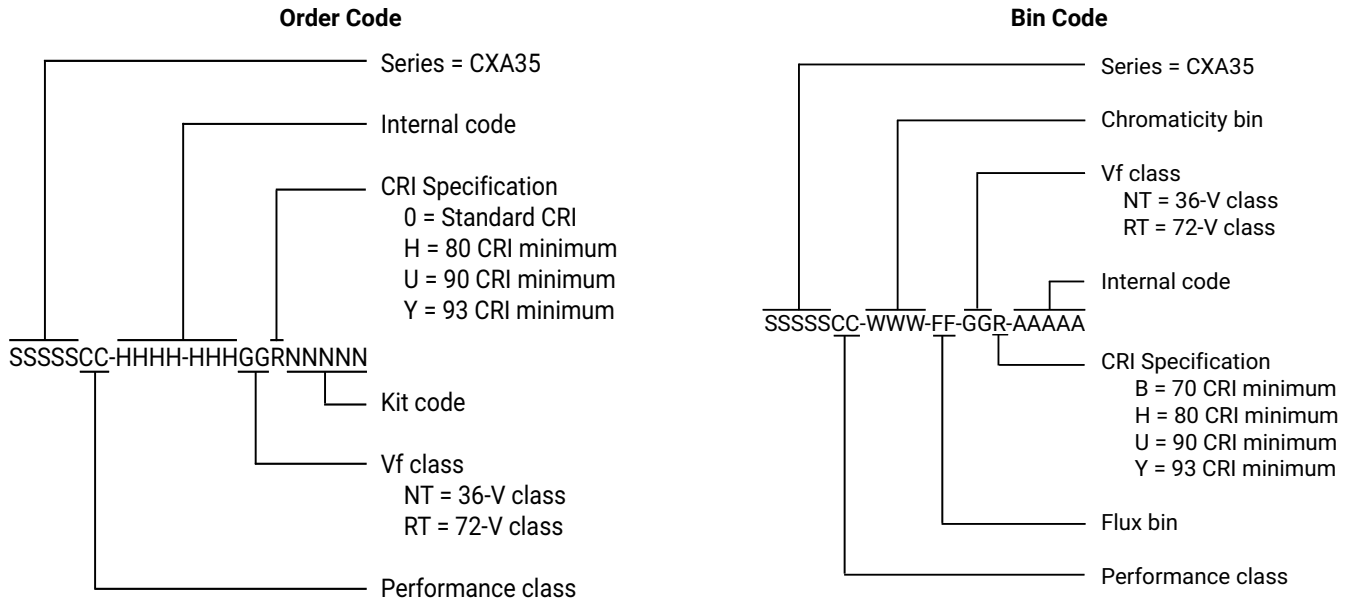 Order Code
Series = CXA35
Internal code
CRI Specification
0 = Standard CRI
H = 80 CRI minimum
U = 90 CRI minimum
Y = 93 CRI minimum
SSSSSCC-HHHH-HHHGGRNNNNN
Kit code
Vf class
NT = 36-V class
RT = 72-V class
Performance class
Bin Code
Series = CXA35
Chromaticity bin
Vf class
NT = 36-V class
RT = 72-V class
Internal code
SSSSSCC-WWW-FF-GGR-AAAAA
CRI Specification
B = 70 CRI minimum
H = 80 CRI minimum
U = 90 CRI minimum
Y = 93 CRI minimum
Flux bin
Performance class